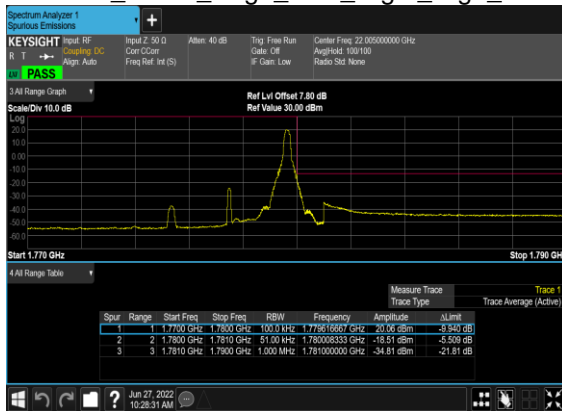 Spectrum Analyzer 1
Spurious Emissions
+
KEYSIGHT Input: RF Input Z: 50 Ω Atten: 40 dB Trig: Free Run Center Freq: 22.005000000 GHz
R T Coupling: DC Corr CCorr Gate: Off Avg|Hold: 100/100
Align: Auto Freq Ref: Int (S) IF Gain: Low Radio Std: None
PASS
3 All Range Graph
Ref Lvl Offset 7.80 dB
Scale/Div 10.0 dB Ref Value 30.00 dBm
Log
20.0
10.0
0.00
-10.0
-20.0
-30.0
-40.0
-50.0
-60.0
Start 1.770 GHz Stop 1.790 GH
4 All Range Table
Measure Trace Trace 1
Trace Type Trace Average (Active)
Spur Range Start Freq Stop Freq RBW Frequency Amplitude ΔLimit
1 1 1.7700 GHz 1.7800 GHz 100.0 kHz 1.779616667 GHz 20.06 dBm -9.940 dB
2 2 1.7800 GHz 1.7810 GHz 51.00 kHz 1.780008333 GHz -18.51 dBm -5.509 dB
3 3 1.7810 GHz 1.7900 GHz 1.000 MHz 1.781000000 GHz -34.81 dBm -21.81 dB
? Jun 27, 2022
10:28:31 AM